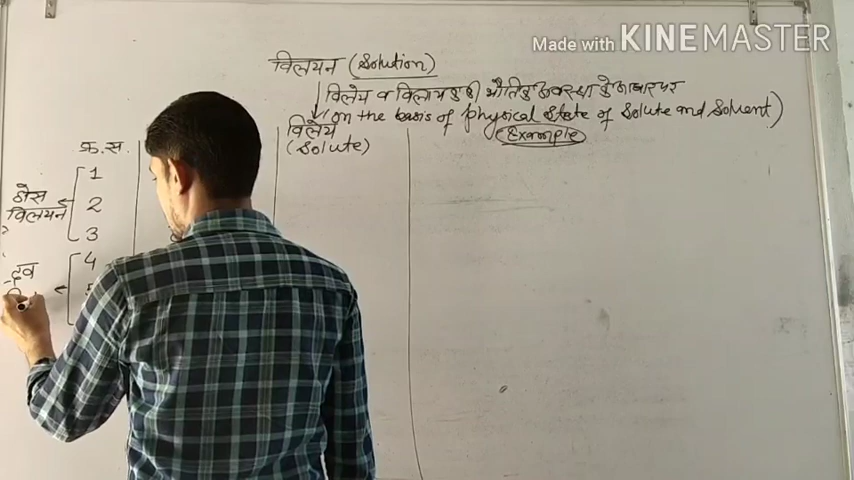 Made with KINEMASTER
विलयन (Solution)
विलेय व विलायक की भौतिक अवस्था के आधार पर
(on the basis of physical state of solute and solvent)
विलेय
(Solute)
Example
क्र.स.
1
ठोस
विलयन
2
3
4
द्रव